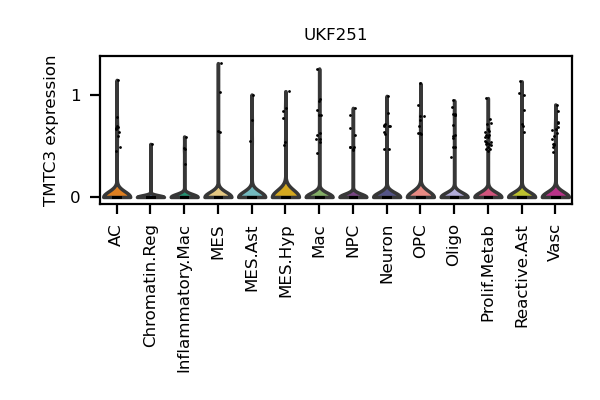 UKF251
TMTC3 expression
1
0
AC
Chromatin.Reg
Inflammatory.Mac
MES
MES.Ast
MES.Hyp
Mac
NPC
Neuron
OPC
Oligo
Prolif.Metab
Reactive.Ast
Vasc